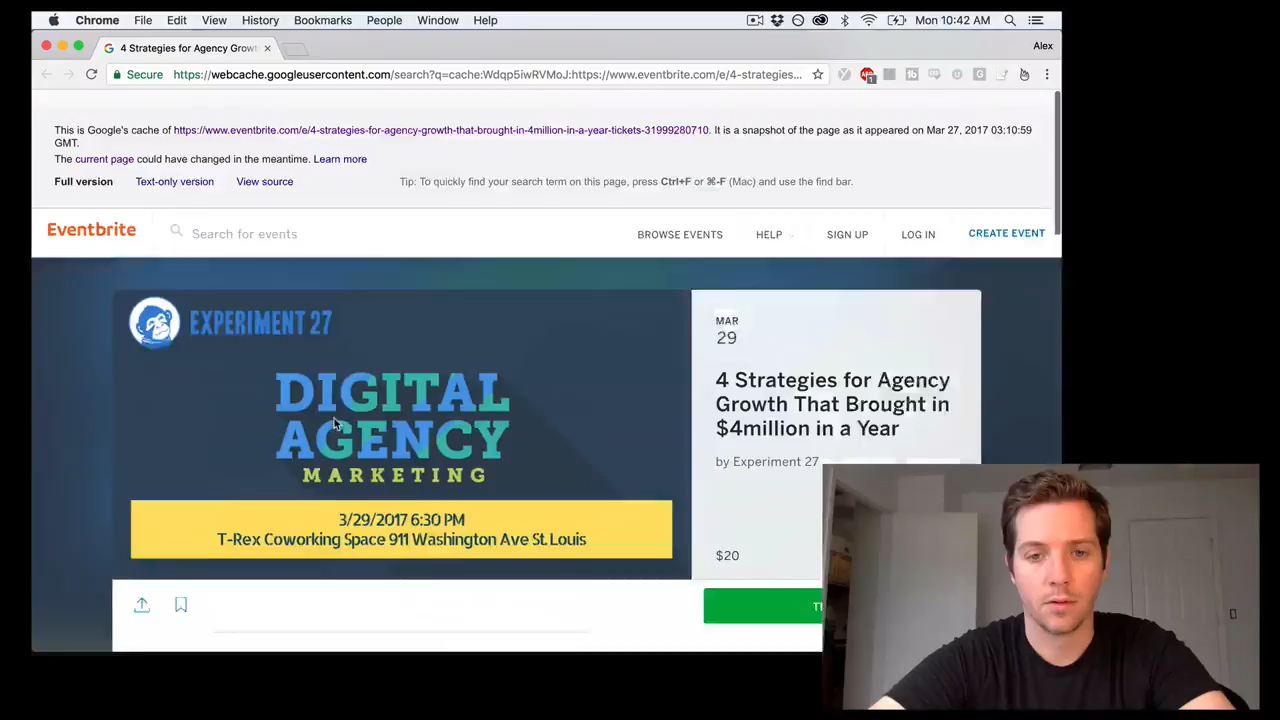 Chrome File Edit View History Bookmarks People Window Help Mon 10:42 AM
4 Strategies for Agency Growt
Alex
Secure https://webcache.googleusercontent.com/search?q=cache:Wdqp5iwRVMoJ:https://www.eventbrite.com/e/4-strategies...
This is Google's cache of https://www.eventbrite.com/e/4-strategies-for-agency-growth-that-brought-in-4million-in-a-year-tickets-31999280710. It is a snapshot of the page as it appeared on Mar 27, 2017 03:10:59
GMT.
The current page could have changed in the meantime. Learn more
Full version Text-only version View source Tip: To quickly find your search term on this page, press Ctrl+F or ⌘-F (Mac) and use the find bar.
Eventbrite Search for events BROWSE EVENTS HELP SIGN UP LOG IN CREATE EVENT
EXPERIMENT 27
DIGITAL
AGENCY
MARKETING
3/29/2017 6:30 PM
T-Rex Coworking Space 911 Washington Ave St. Louis
MAR
29
4 Strategies for Agency
Growth That Brought in
$4million in a Year
by Experiment 27
$20